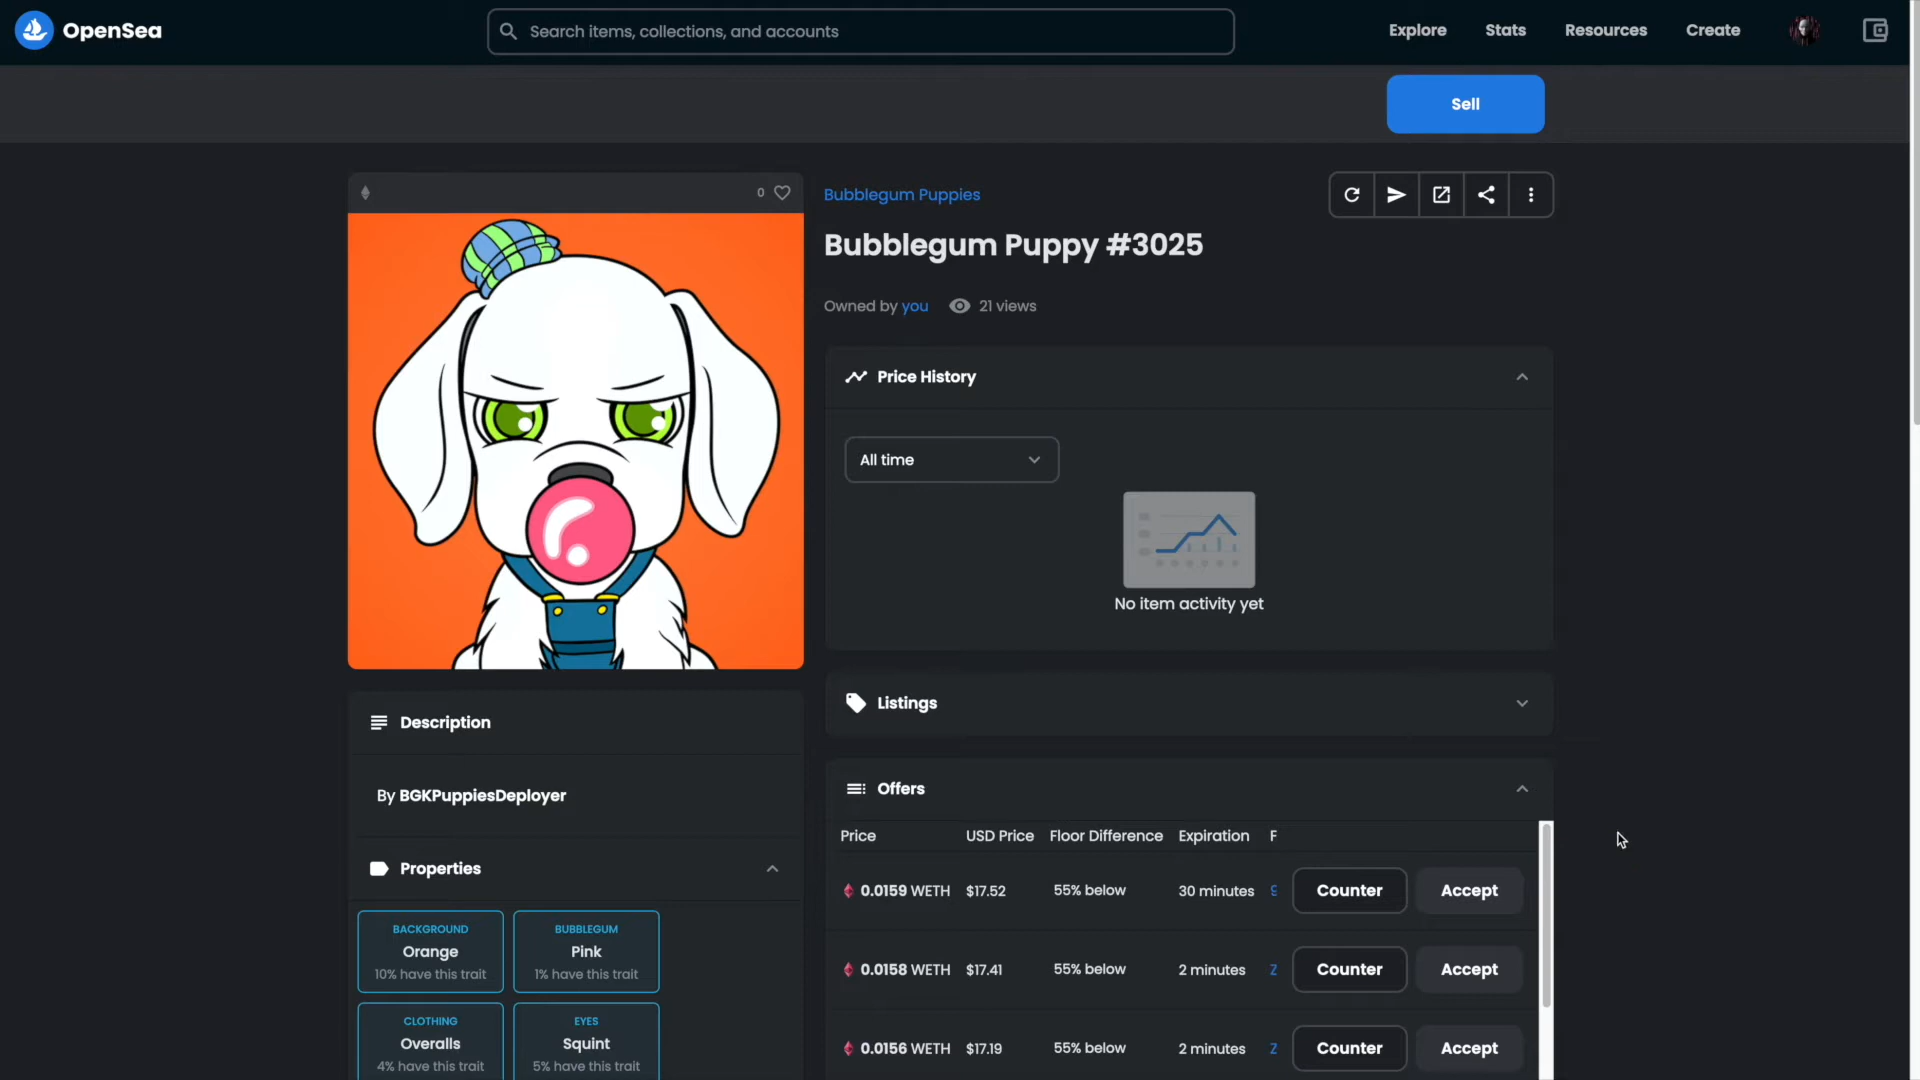 OpenSea
Search items, collections, and accounts
Explore
Stats
Resources
Create
Sell
0
Bubblegum Puppies
Bubblegum Puppy #3025
Owned by you
21 views
Price History
All time
No item activity yet
Listings
Description
By BGKPuppiesDeployer
Properties
BACKGROUND
Orange
10% have this trait
BUBBLEGUM
Pink
1% have this trait
CLOTHING
Overalls
4% have this trait
EYES
Squint
5% have this trait
Offers
Price USD Price Floor Difference Expiration F
0.0159 WETH $17.52 55% below 30 minutes 9 Counter Accept
0.0158 WETH $17.41 55% below 2 minutes Z Counter Accept
0.0156 WETH $17.19 55% below 2 minutes Z Counter Accept